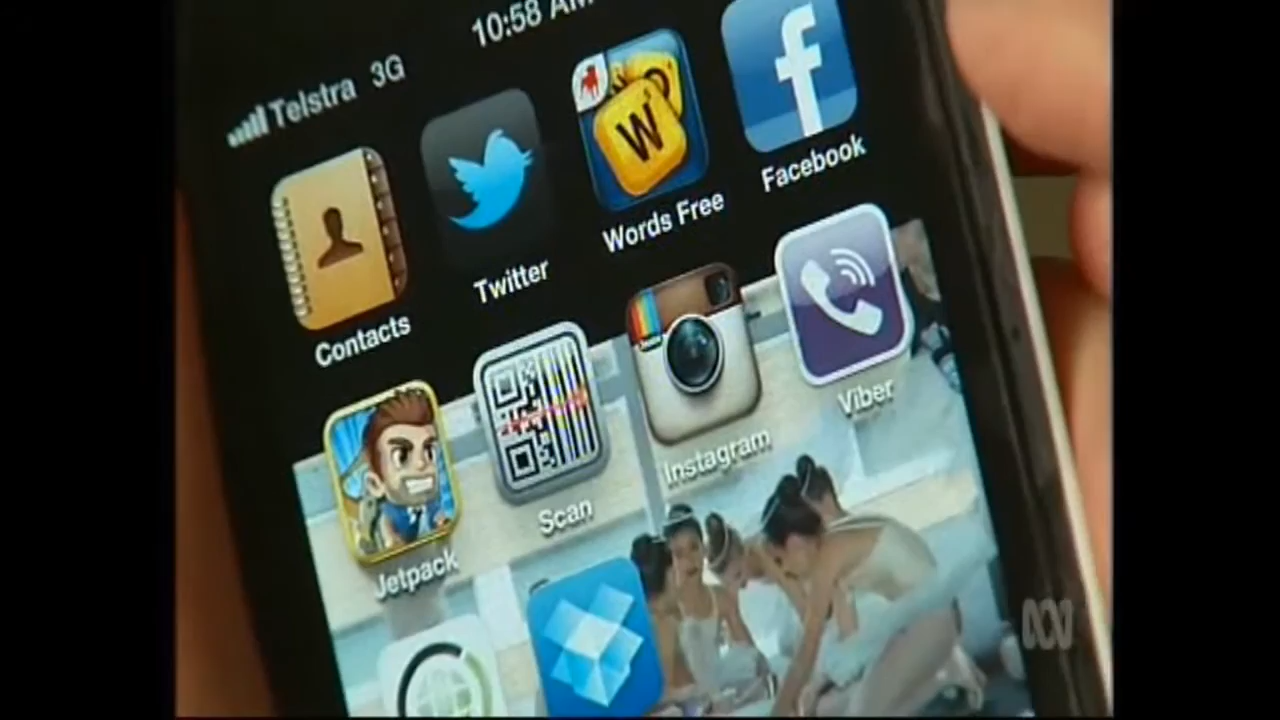 Telstra 3G 10:58 AM
Contacts
Twitter
W
Words Free
f
Facebook
Jetpack
Scan
Instagram
Viber